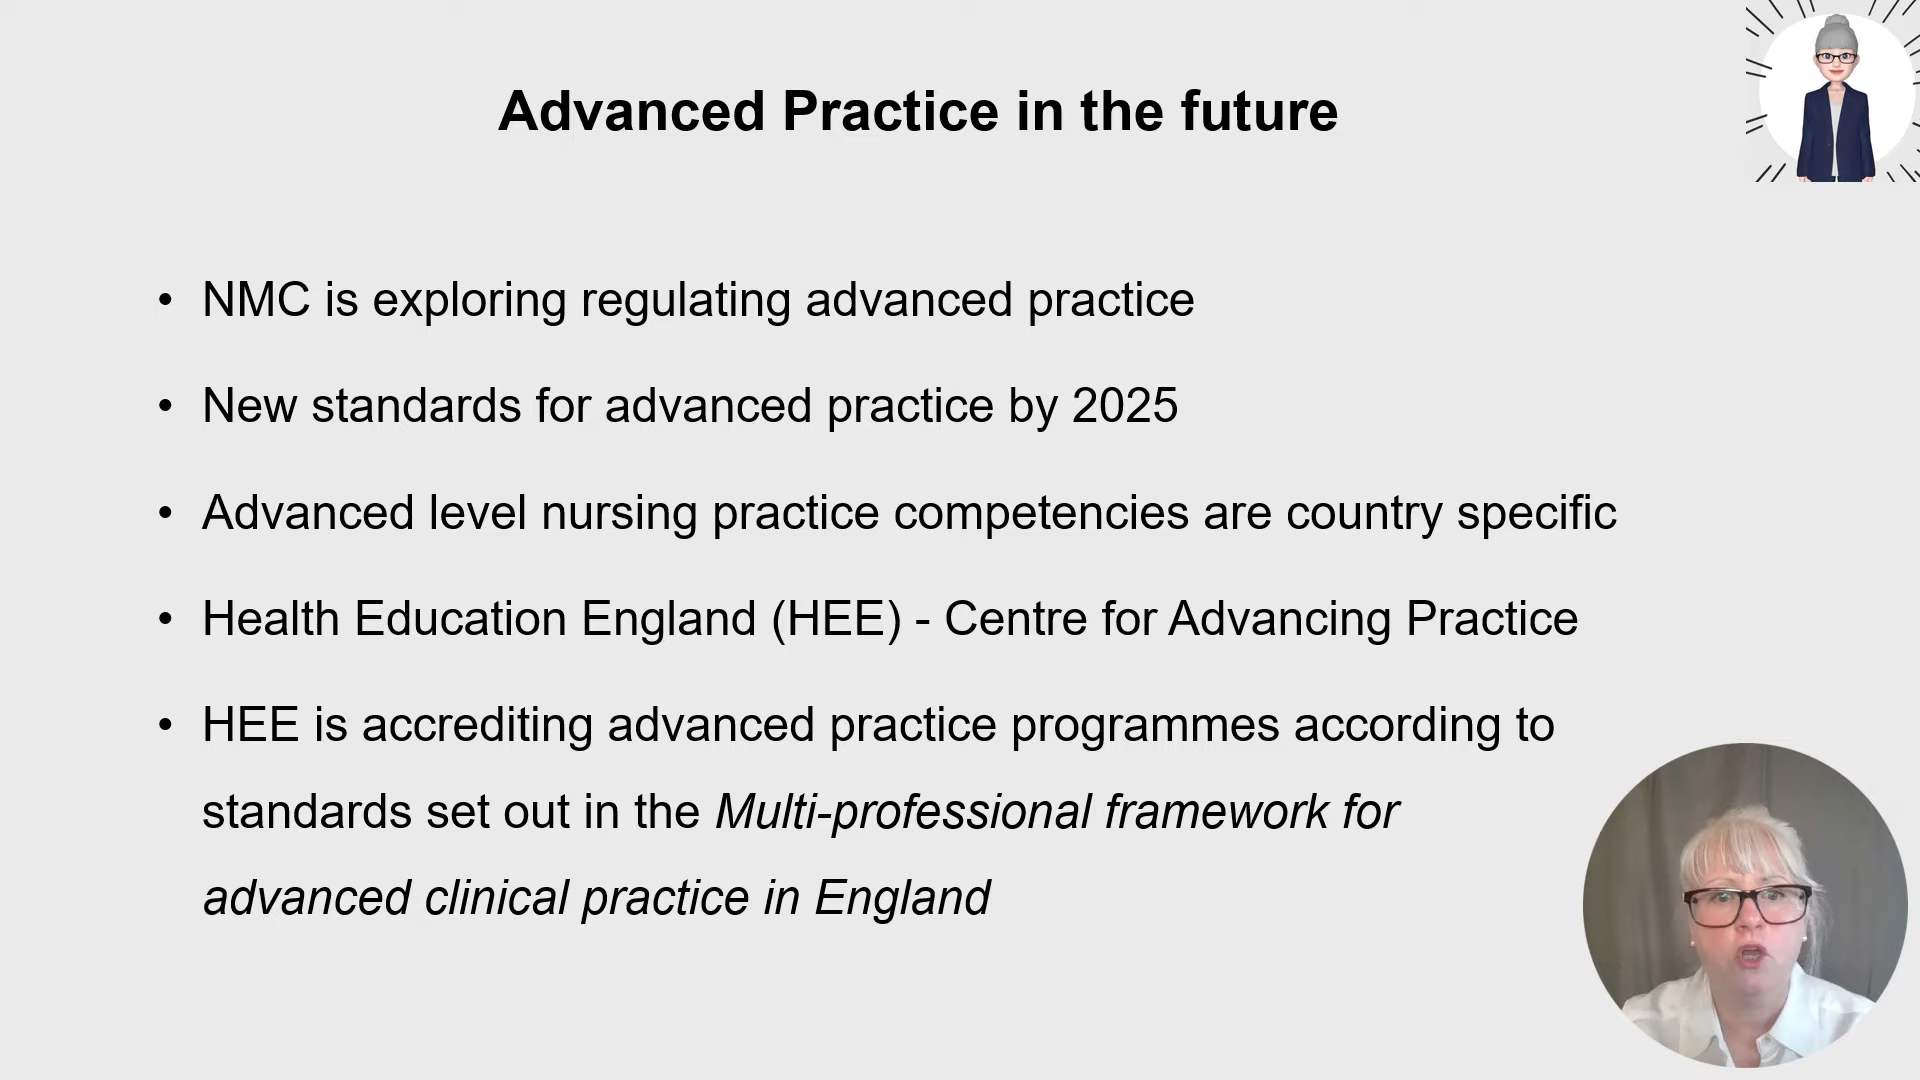 Advanced Practice in the future
• NMC is exploring regulating advanced practice
• New standards for advanced practice by 2025
• Advanced level nursing practice competencies are country specific
• Health Education England (HEE) - Centre for Advancing Practice
• HEE is accrediting advanced practice programmes according to
standards set out in the Multi-professional framework for
advanced clinical practice in England